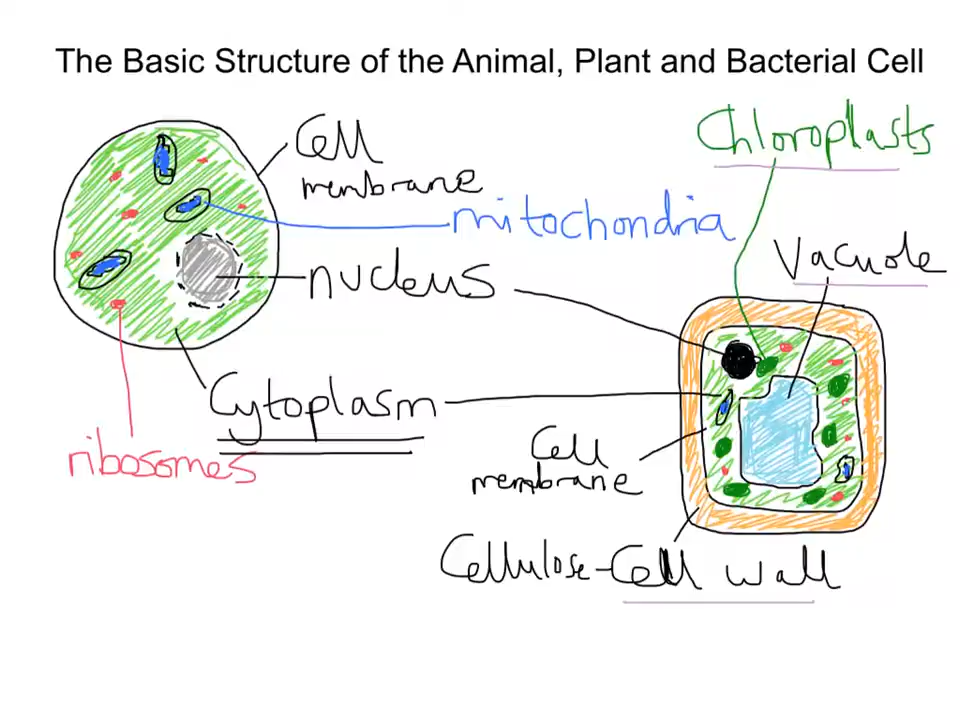 The Basic Structure of the Animal, Plant and Bacterial Cell
Cell
membrane
Chloroplasts
mitochondria
Vacuole
nucleus
Cytoplasm
ribosomes
Cell
membrane
Cellulose-Cell wall